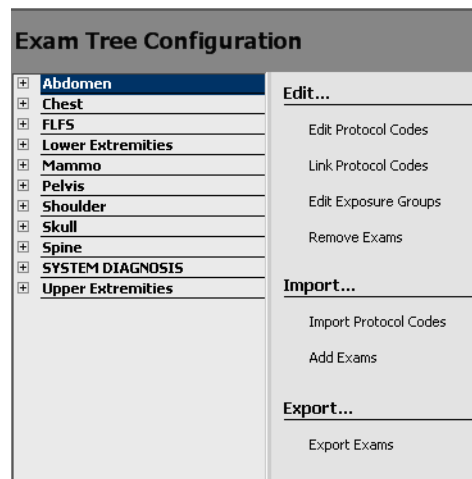 Exam Tree Configuration
Abdomen
Chest
FLFS
Lower Extremities
Mammo
Pelvis
Shoulder
Skull
Spine
SYSTEM DIAGNOSIS
Upper Extremities
Edit...
Edit Protocol Codes
Link Protocol Codes
Edit Exposure Groups
Remove Exams
Import...
Import Protocol Codes
Add Exams
Export...
Export Exams